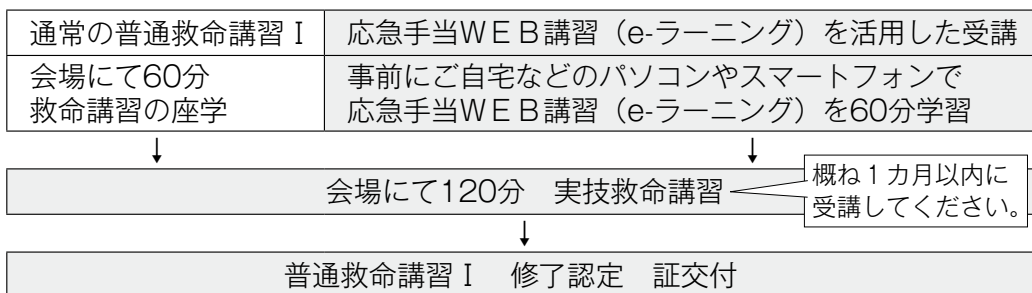 通常の普通救命講習Ⅰ
応急手当ＷＥＢ講習（e-ラーニング）を活用した受講
会場にて60分
救命講習の座学
事前にご自宅などのパソコンやスマートフォンで
応急手当ＷＥＢ講習（e-ラーニング）を60分学習
↓ ↓
会場にて120分　実技救命講習
概ね１カ月以内に
受講してください。
↓
普通救命講習Ⅰ　修了認定　証交付